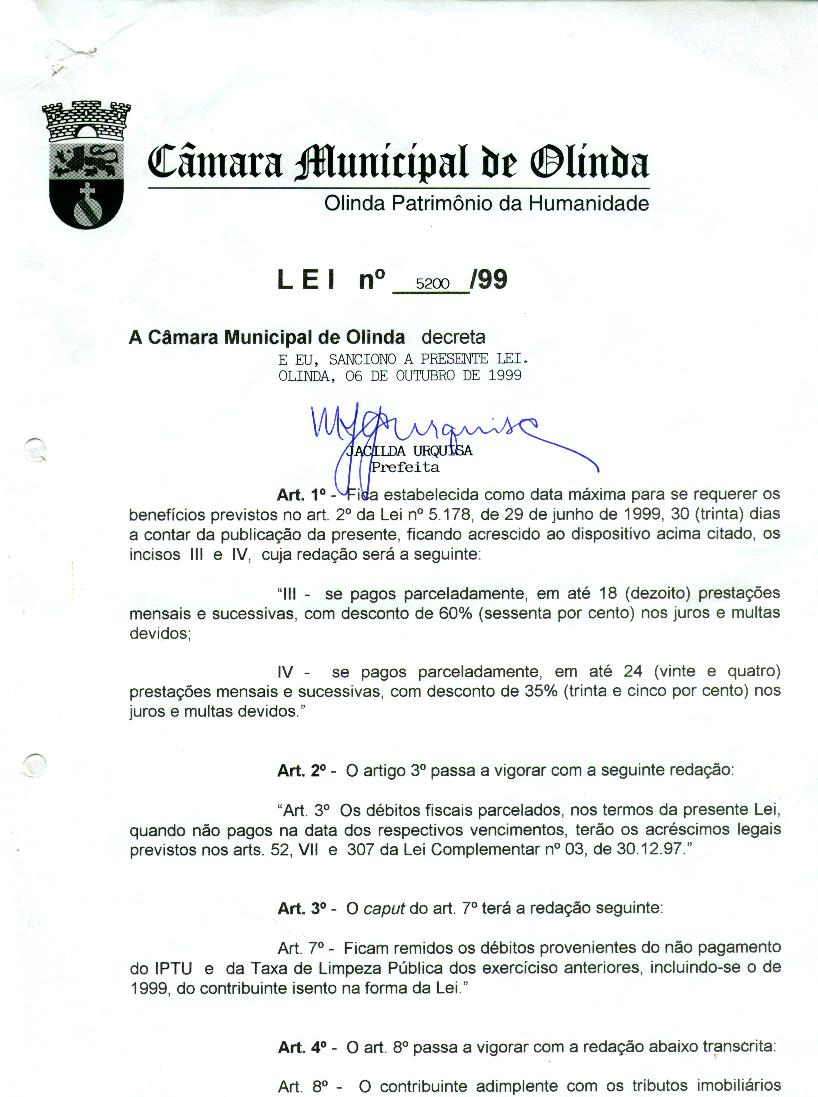 Câmara Municipal de Olinda
Olinda Patrimônio da Humanidade
LEI nº 5200/99
A Câmara Municipal de Olinda decreta
E EU, SANCIONO A PRESENTE LEI.
OLINDA, 06 DE OUTUBRO DE 1999
JACILDA URQUISA
Prefeita
Art. 1º - Fica estabelecida como data máxima para se requerer os
benefícios previstos no art. 2º da Lei nº 5.178, de 29 de junho de 1999, 30 (trinta) dias
a contar da publicação da presente, ficando acrescido ao dispositivo acima citado, os
incisos III e IV, cuja redação será a seguinte:
“III - se pagos parceladamente, em até 18 (dezoito) prestações
mensais e sucessivas, com desconto de 60% (sessenta por cento) nos juros e multas
devidos;
IV - se pagos parceladamente, em até 24 (vinte e quatro)
prestações mensais e sucessivas, com desconto de 35% (trinta e cinco por cento) nos
juros e multas devidos.”
Art. 2º - O artigo 3º passa a vigorar com a seguinte redação:
“Art. 3º Os débitos fiscais parcelados, nos termos da presente Lei,
quando não pagos na data dos respectivos vencimentos, terão os acréscimos legais
previstos nos arts. 52, VII e 307 da Lei Complementar nº 03, de 30.12.97.”
Art. 3º - O caput do art. 7º terá a redação seguinte:
Art. 7º - Ficam remidos os débitos provenientes do não pagamento
do IPTU e da Taxa de Limpeza Pública dos exercíciso anteriores, incluindo-se o de
1999, do contribuinte isento na forma da Lei.”
Art. 4º - O art. 8º passa a vigorar com a redação abaixo transcrita:
Art. 8º - O contribuinte adimplente com os tributos imobiliários